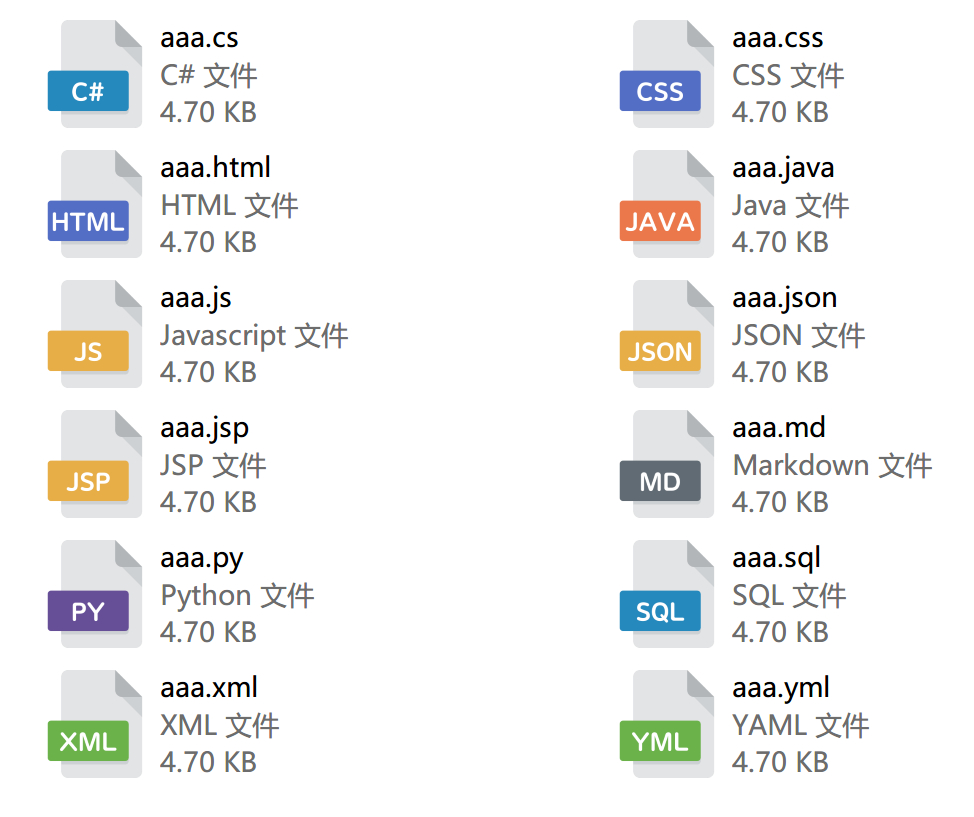 aaa.cs
C# 文件
C#
4.70 KB
aaa.css
CSS 文件
CSS
4.70 KB
aaa.html
HTML 文件
HTML
4.70 KB
aaa.java
Java 文件
JAVA
4.70 KB
aaa.js
Javascript 文件
JS
4.70 KB
aaa.json
JSON 文件
JSON
4.70 KB
aaa.jsp
JSP 文件
JSP
4.70 KB
aaa.md
Markdown 文件
MD
4.70 KB
aaa.py
Python 文件
PY
4.70 KB
aaa.sql
SQL 文件
SQL
4.70 KB
aaa.xml
XML 文件
XML
4.70 KB
aaa.yml
YAML 文件
YML
4.70 KB